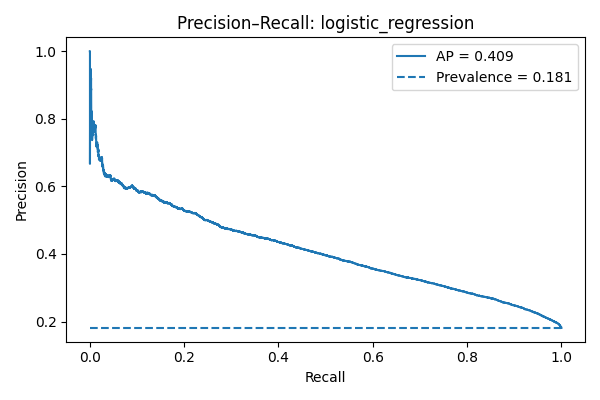 Precision–Recall: logistic_regression
AP = 0.409
Prevalence = 0.181
Precision
1.0
0.8
0.6
0.4
0.2
0.0 0.2 0.4 0.6 0.8 1.0
Recall